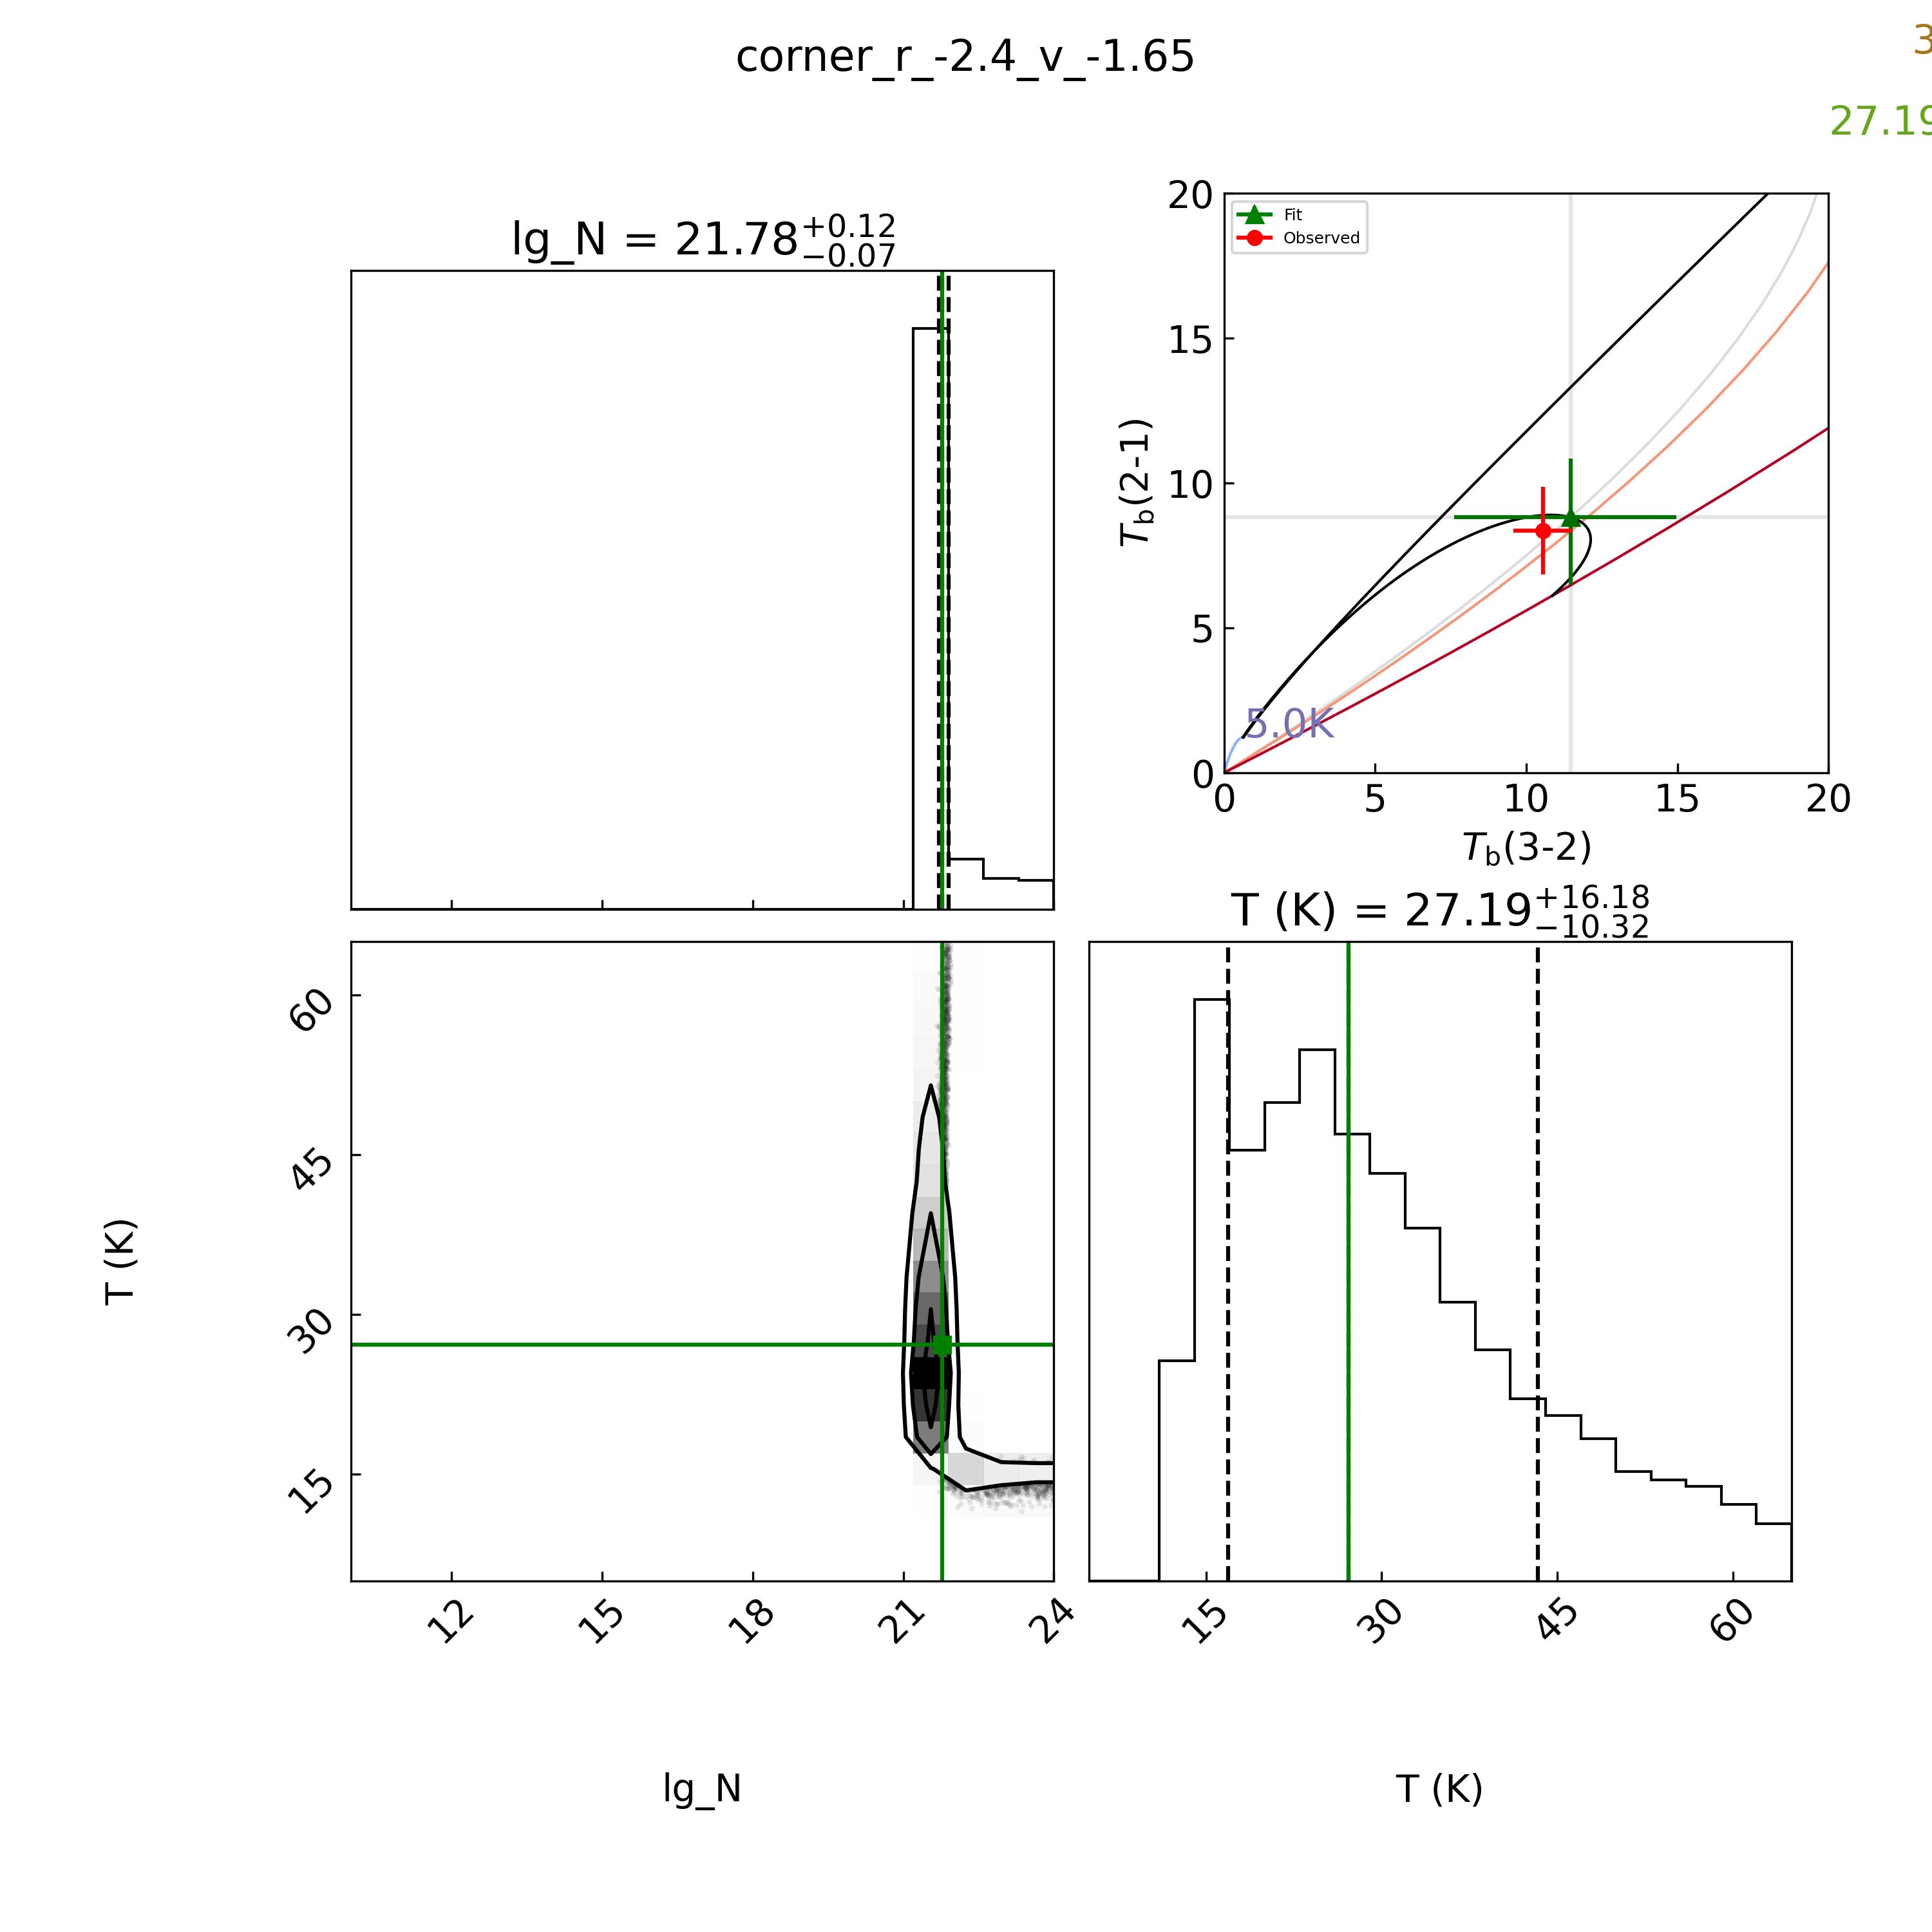 3
corner_r_-2.4_v_-1.65
27.19
lg_N = 21.78+0.12−0.07
20
15
10
5
0
Fit
Observed
5.0K
Tb(2-1)
0 5 10 15 20
Tb(3-2)
T (K) = 27.19+16.18−10.32
60
45
30
15
T (K)
12 15 18 21 24
15 30 45 60
lg_N
T (K)